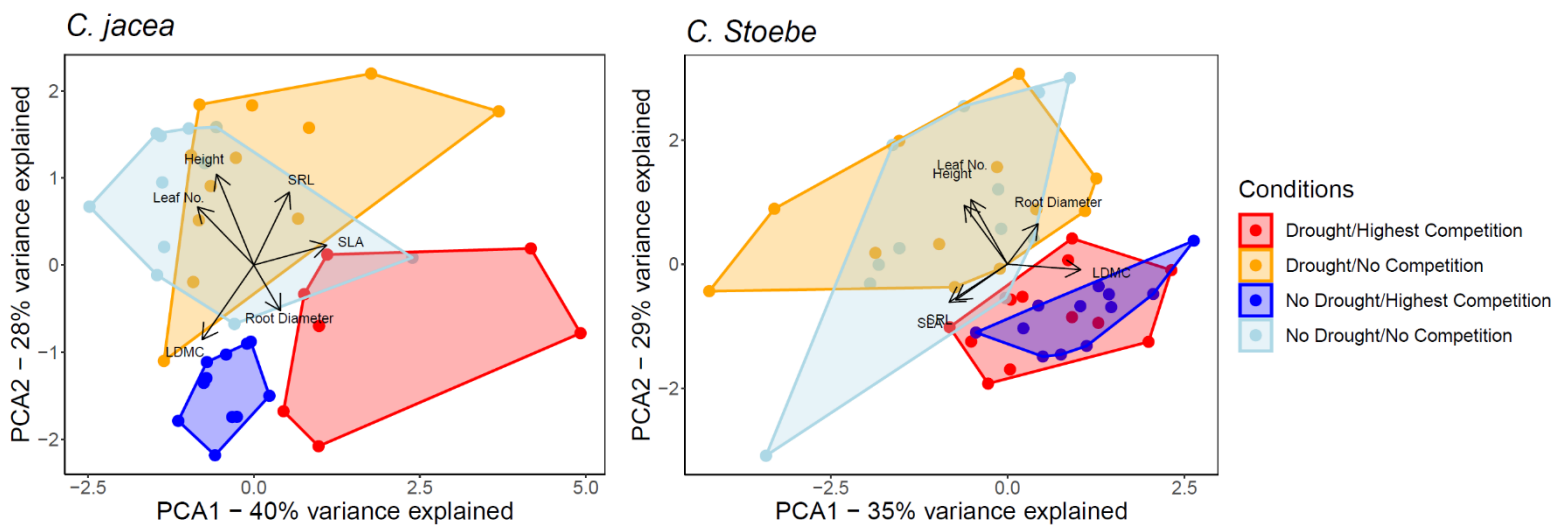 C. jacea
PCA2 − 28% variance explained
2
1
0
−1
−2
Height
Leaf No.
SRL
SLA
Root Diameter
LDMC
−2.5
0.0
2.5
5.0
PCA1 − 40% variance explained
C. Stoebe
PCA2 − 29% variance explained
2
0
−2
Leaf No.
Height
Root Diameter
LDMC
SRL
SLA
−2.5
0.0
2.5
PCA1 − 35% variance explained
Conditions
Drought/Highest Competition
Drought/No Competition
No Drought/Highest Competition
No Drought/No Competition